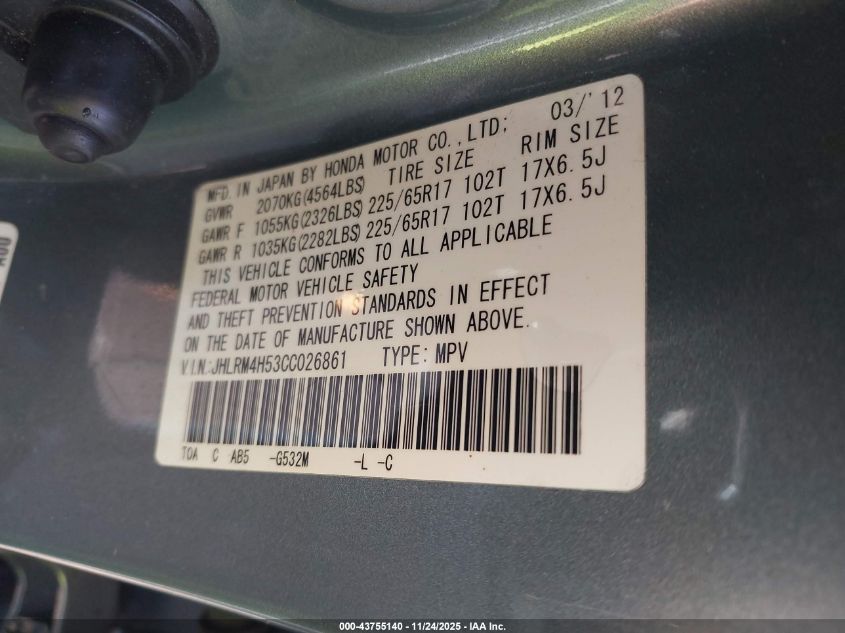 MFD. IN JAPAN BY HONDA MOTOR CO., LTD; 03/'12
GVWR 2070KG(4564LBS) TIRE SIZE RIM SIZE
GAWR F 1055KG(2326LBS) 225/65R17 102T 17X6.5J
GAWR R 1035KG(2282LBS) 225/65R17 102T 17X6.5J
THIS VEHICLE CONFORMS TO ALL APPLICABLE
FEDERAL MOTOR VEHICLE SAFETY
AND THEFT PREVENTION STANDARDS IN EFFECT
ON THE DATE OF MANUFACTURE SHOWN ABOVE.
V.I.N.:JHLRM4H53CC026861 TYPE: MPV
TOA C AB5 -G532M -L -C
000-43755140 - 11/24/2025 - IAA Inc.